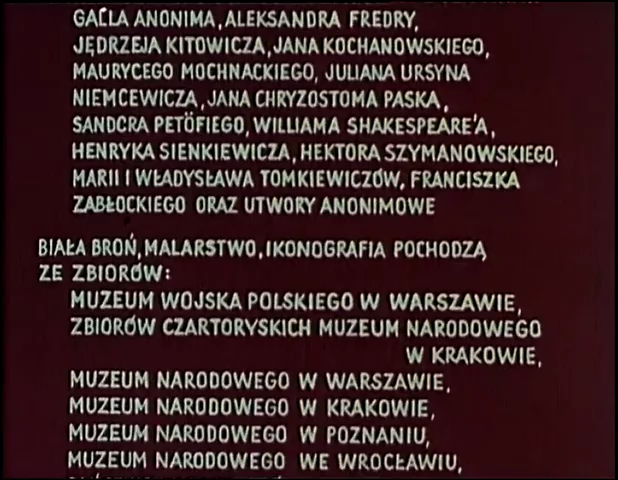 GALLA ANONIMA, ALEKSANDRA FREDRY,
JĘDRZEJA KITOWICZA, JANA KOCHANOWSKIEGO,
MAURYCEGO MOCHNACKIEGO, JULIANA URSYNA
NIEMCEWICZA, JANA CHRYZOSTOMA PASKA,
SANDORA PETÖFIEGO, WILLIAMA SHAKESPEARE'A,
HENRYKA SIENKIEWICZA, HEKTORA SZYMANOWSKIEGO,
MARII I WŁADYSŁAWA TOMKIEWICZÓW, FRANCISZKA
ZABŁOCKIEGO ORAZ UTWORY ANONIMOWE
BIAŁA BROŃ, MALARSTWO, IKONOGRAFIA POCHODZĄ
ZE ZBIORÓW:
MUZEUM WOJSKA POLSKIEGO W WARSZAWIE,
ZBIORÓW CZARTORYSKICH MUZEUM NARODOWEGO
W KRAKOWIE,
MUZEUM NARODOWEGO W WARSZAWIE,
MUZEUM NARODOWEGO W KRAKOWIE,
MUZEUM NARODOWEGO W POZNANIU,
MUZEUM NARODOWEGO WE WROCŁAWIU,